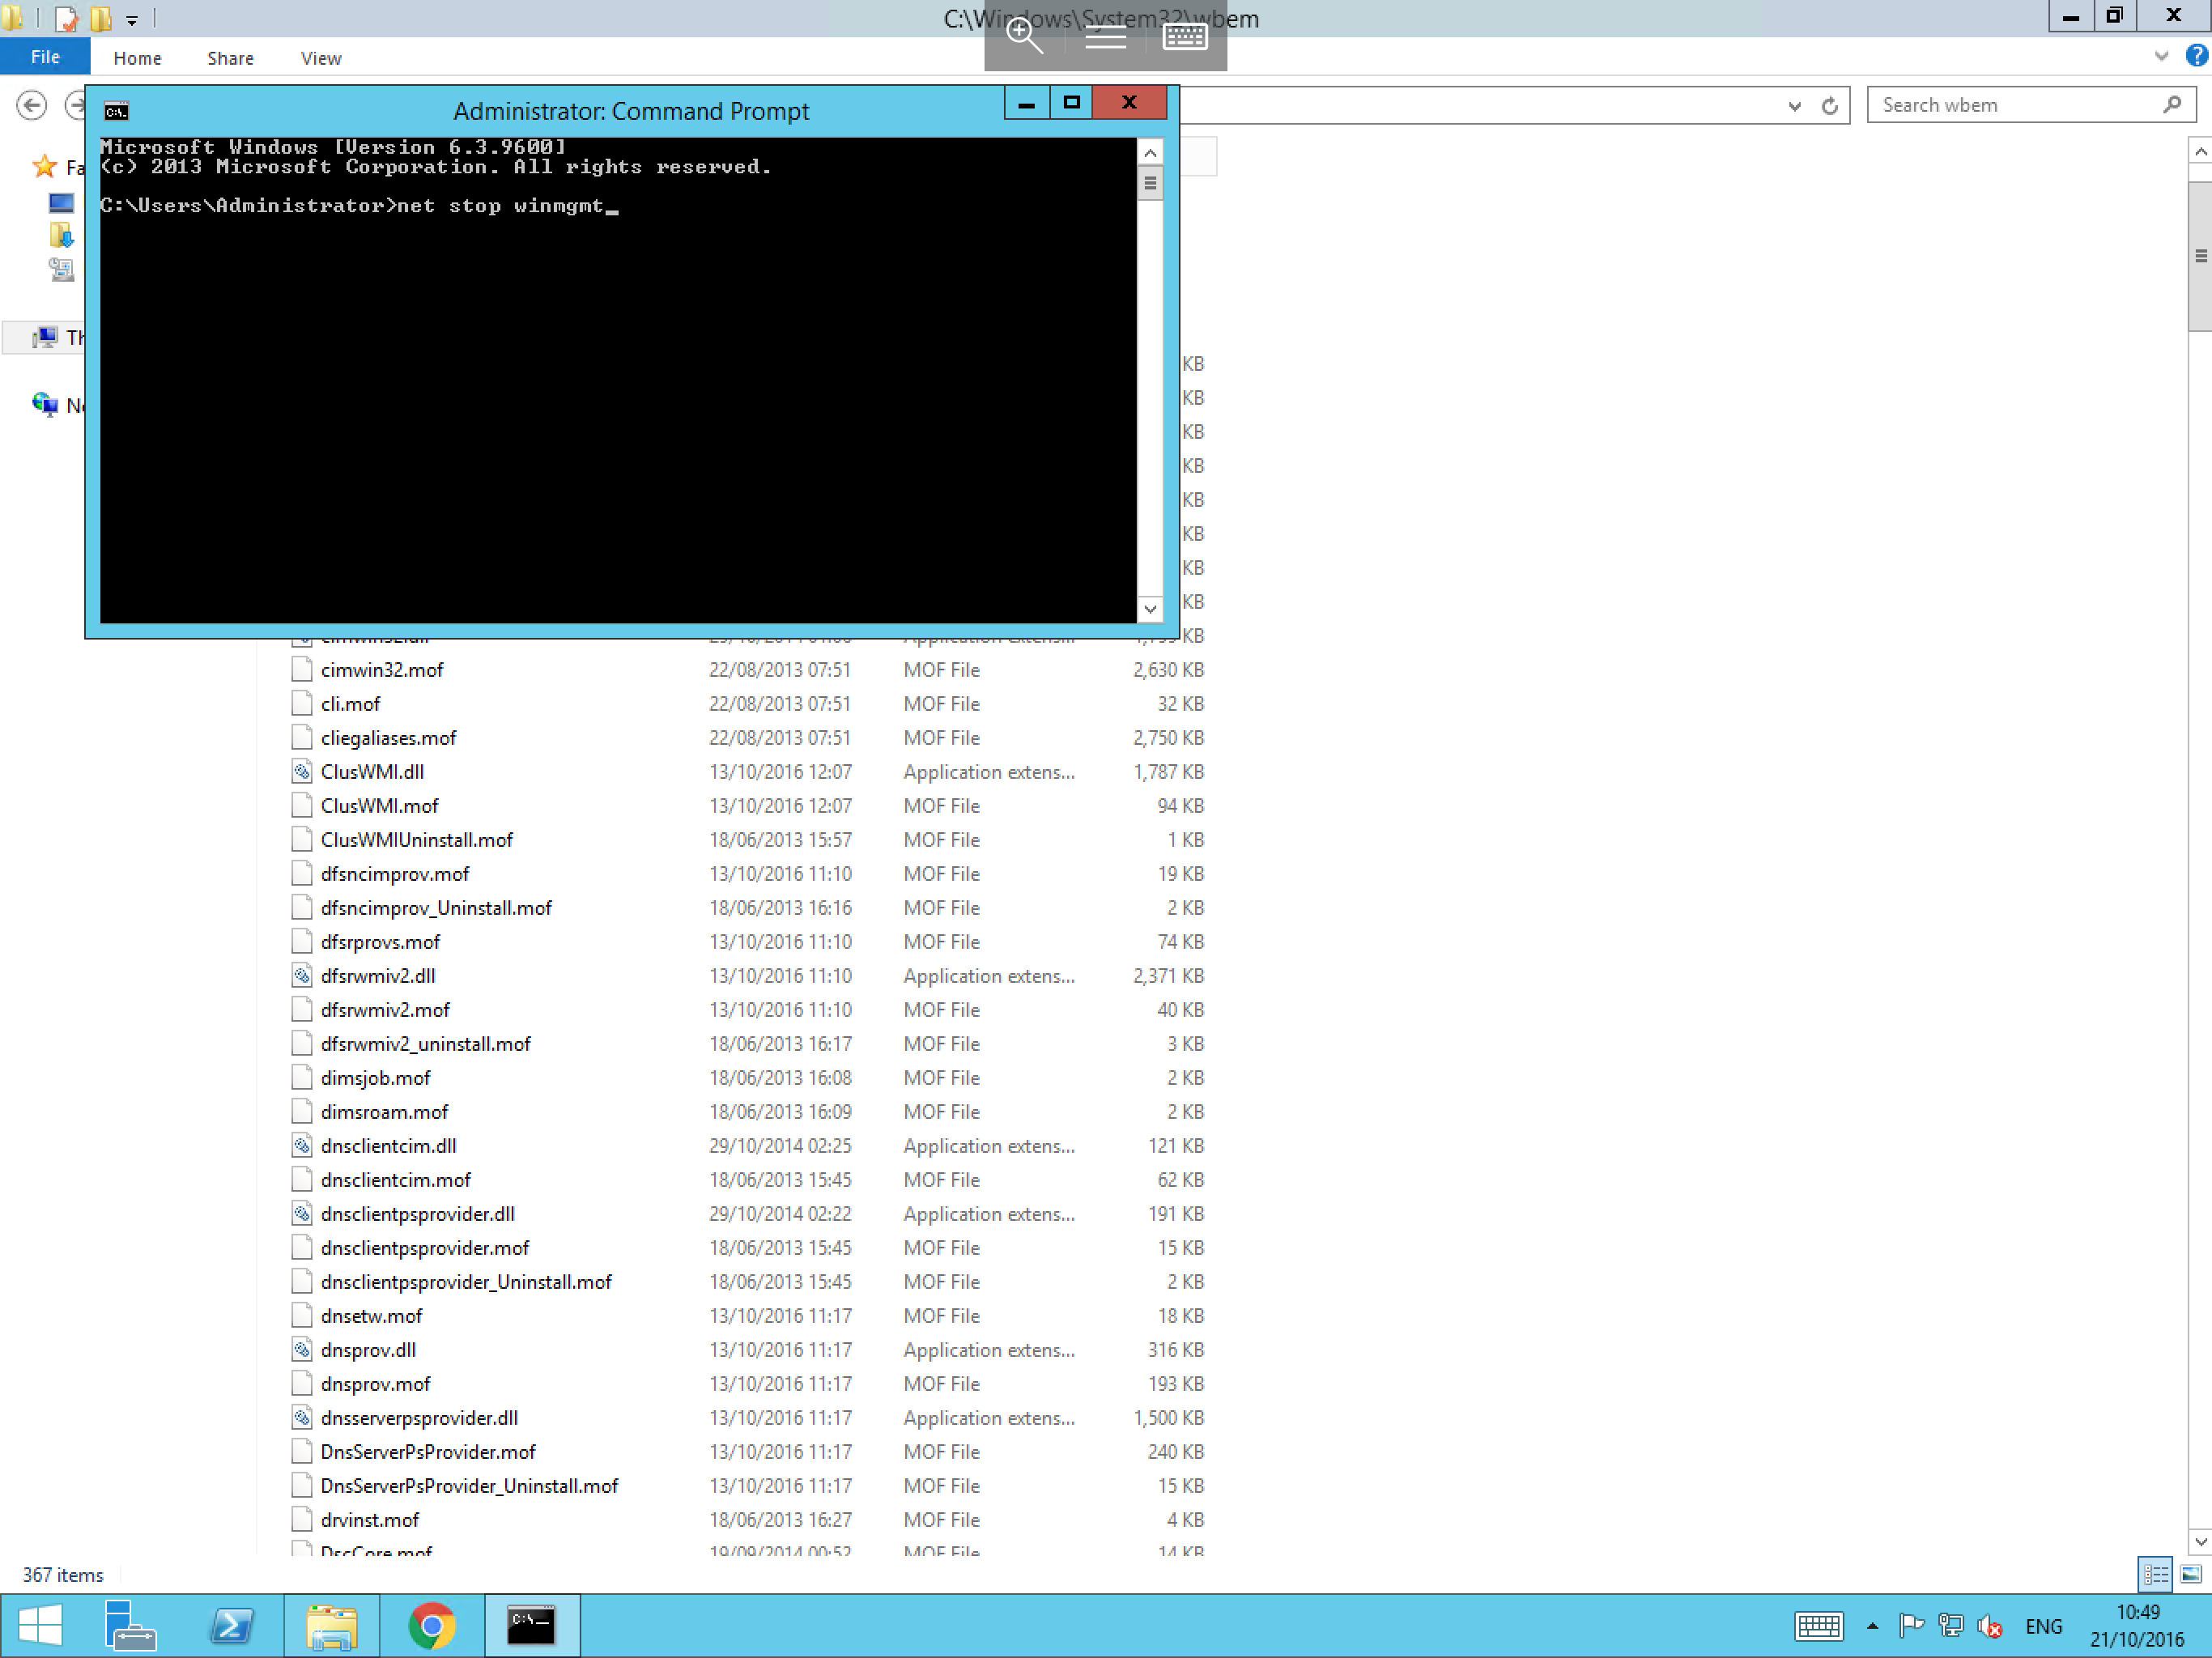 C:\Windows\System32\wbem
File Home Share View
Administrator: Command Prompt
Search wbem
Microsoft Windows [Version 6.3.9600]
(c) 2013 Microsoft Corporation. All rights reserved.
C:\Users\Administrator>net stop winmgmt_
KB
KB
KB
KB
KB
KB
KB
KB
KB
cimwin32.mof 22/08/2013 07:51 MOF File 2,630 KB
cli.mof 22/08/2013 07:51 MOF File 32 KB
cliegaliases.mof 22/08/2013 07:51 MOF File 2,750 KB
ClusWMI.dll 13/10/2016 12:07 Application extens... 1,787 KB
ClusWMI.mof 13/10/2016 12:07 MOF File 94 KB
ClusWMIUninstall.mof 18/06/2013 15:57 MOF File 1 KB
dfsncimprov.mof 13/10/2016 11:10 MOF File 19 KB
dfsncimprov_Uninstall.mof 18/06/2013 16:16 MOF File 2 KB
dfsrprovs.mof 13/10/2016 11:10 MOF File 74 KB
dfsrwmiv2.dll 13/10/2016 11:10 Application extens... 2,371 KB
dfsrwmiv2.mof 13/10/2016 11:10 MOF File 40 KB
dfsrwmiv2_uninstall.mof 18/06/2013 16:17 MOF File 3 KB
dimsjob.mof 18/06/2013 16:08 MOF File 2 KB
dimsroam.mof 18/06/2013 16:09 MOF File 2 KB
dnsclientcim.dll 29/10/2014 02:25 Application extens... 121 KB
dnsclientcim.mof 18/06/2013 15:45 MOF File 62 KB
dnsclientpsprovider.dll 29/10/2014 02:22 Application extens... 191 KB
dnsclientpsprovider.mof 18/06/2013 15:45 MOF File 15 KB
dnsclientpsprovider_Uninstall.mof 18/06/2013 15:45 MOF File 2 KB
dnsetw.mof 13/10/2016 11:17 MOF File 18 KB
dnsprov.dll 13/10/2016 11:17 Application extens... 316 KB
dnsprov.mof 13/10/2016 11:17 MOF File 193 KB
dnsserverpsprovider.dll 13/10/2016 11:17 Application extens... 1,500 KB
DnsServerPsProvider.mof 13/10/2016 11:17 MOF File 240 KB
DnsServerPsProvider_Uninstall.mof 13/10/2016 11:17 MOF File 15 KB
drvinst.mof 18/06/2013 16:27 MOF File 4 KB
DscCore.mof 19/09/2014 00:52 MOF File 14 KB
367 items
ENG
10:49
21/10/2016